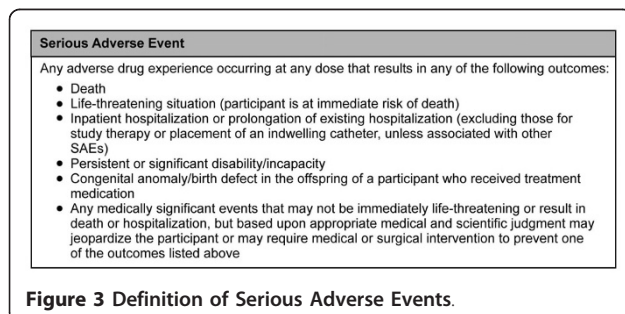 Serious Adverse Event
Any adverse drug experience occurring at any dose that results in any of the following outcomes:
• Death
• Life-threatening situation (participant is at immediate risk of death)
• Inpatient hospitalization or prolongation of existing hospitalization (excluding those for
study therapy or placement of an indwelling catheter, unless associated with other
SAEs)
• Persistent or significant disability/incapacity
• Congenital anomaly/birth defect in the offspring of a participant who received treatment
medication
• Any medically significant events that may not be immediately life-threatening or result in
death or hospitalization, but based upon appropriate medical and scientific judgment may
jeopardize the participant or may require medical or surgical intervention to prevent one
of the outcomes listed above
Figure 3 Definition of Serious Adverse Events.